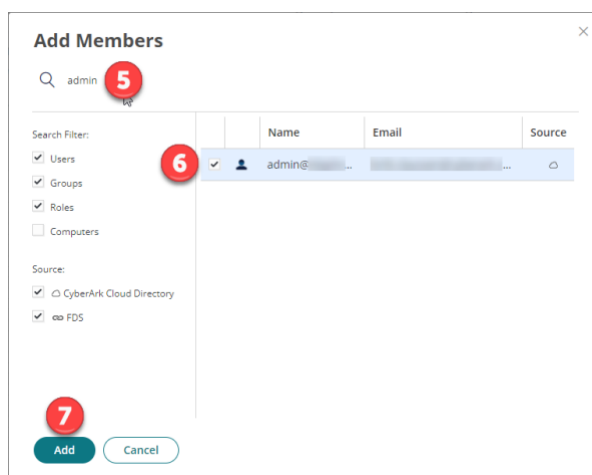 Add Members
admin 5
Search Filter:
Users
Groups
Roles
Computers
Source:
CyberArk Cloud Directory
FDS
Name Email Source
6 admin@ ... ...
7
Add Cancel